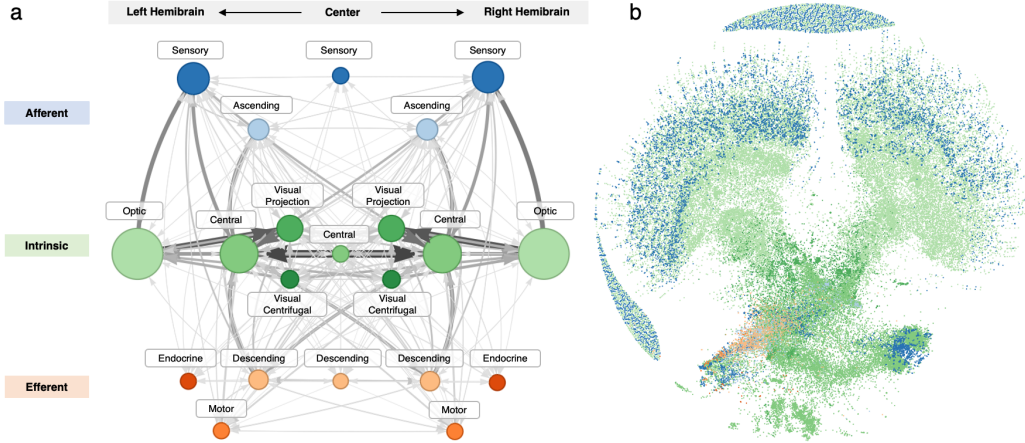 a
b
Left Hemibrain
Center
Right Hemibrain
Sensory
Sensory
Sensory
Afferent
Ascending
Ascending
Visual
Projection
Visual
Projection
Optic
Central
Central
Central
Optic
Intrinsic
Visual
Centrifugal
Visual
Centrifugal
Endocrine
Descending
Descending
Descending
Endocrine
Efferent
Motor
Motor